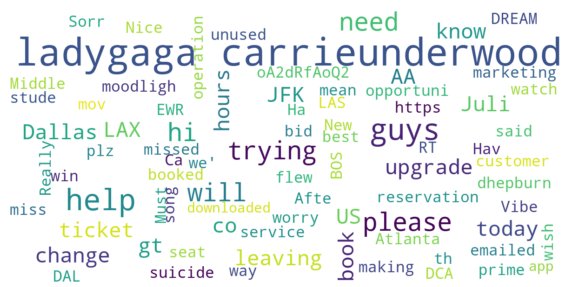 Sorr Nice unused operation need know DREAM
ladygaga carrieunderwood
Middle stude moodligh hours oA2dRfAoQ2 AA opportuni marketing watch
mov EWR JFK Ha mean LAS https Juli
Dallas LAX hi bid New best guys RT said Hav
Really plz missed Ca we' trying BOS upgrade customer
win booked song flew dhepburn
miss help Must will downloaded Afte US please reservation Vibe today wish
ticket gt co worry service Atlanta emailed
change seat leaving book th prime app
DAL suicide way making DCA